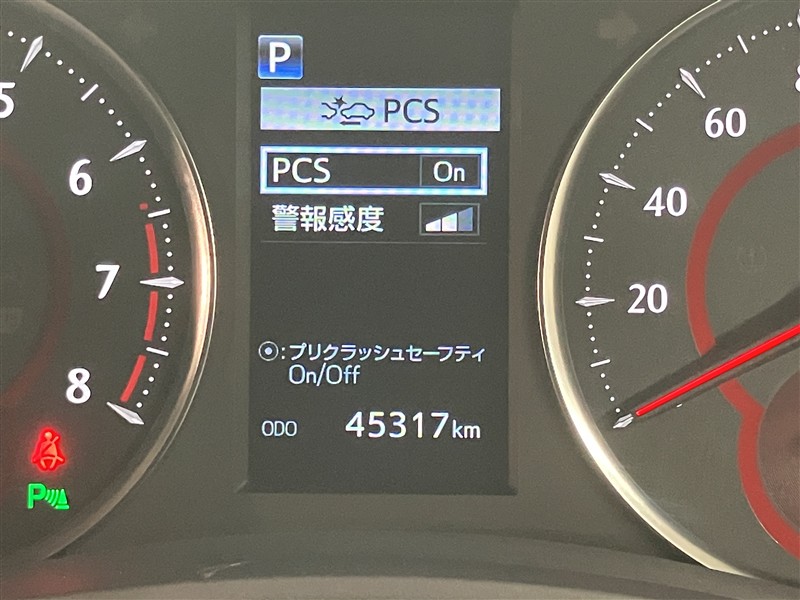 P
PCS
PCS On
警報感度
⦿:プリクラッシュセーフティ
On/Off
ODO 45317km
5
6
7
8
P
60
40
20